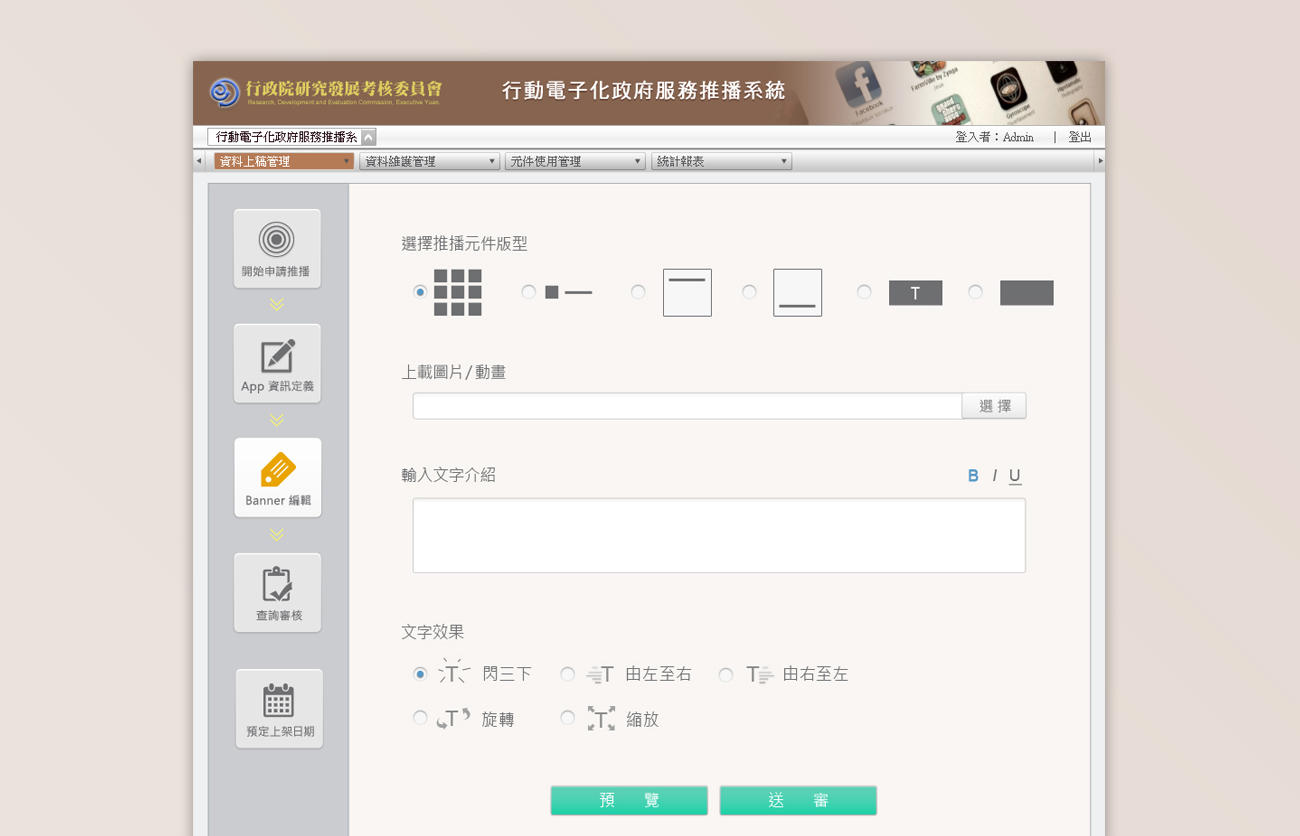 行政院研究發展考核委員會
Research, Development and Evaluation Commission, Executive Yuan.
行動電子化政府服務推播系統
Facebook
FarmVille by Zynga
Gyroscope
行動電子化政府服務推播系
登入者：Admin | 登出
資料上稿管理
資料維護管理
元件使用管理
統計報表
開始申請推播
App 資訊定義
Banner 編輯
查詢審核
預定上架日期
選擇推播元件版型
T
上載圖片/動畫
選擇
輸入文字介紹
B I U
文字效果
T 閃三下
T 由左至右
T 由右至左
T 旋轉
T 縮放
預 覽
送 審